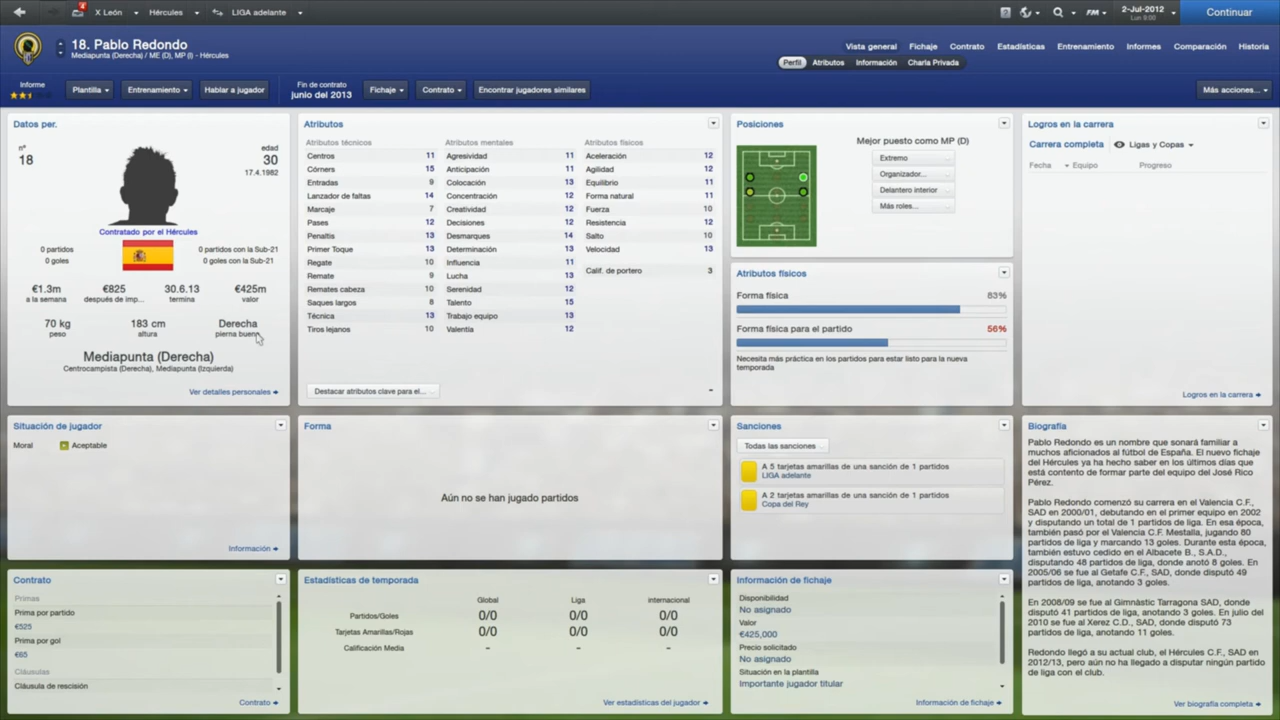 4
X León
Hércules
LIGA adelante
FM
2-Jul-2012
Lun 9:00
Continuar
18. Pablo Redondo
Mediapunta (Derecha) / ME (D), MP (I) - Hércules
Vista general
Fichaje
Contrato
Estadísticas
Entrenamiento
Informes
Comparación
Historia
Perfil
Atributos
Información
Charla Privada
Informe
Plantilla
Entrenamiento
Hablar a jugador
Fin de contrato
junio del 2013
Fichaje
Contrato
Encontrar jugadores similares
Más acciones...
Datos per.
nº
18
edad
30
17.4.1982
Contratado por el Hércules
0 partidos
0 goles
0 partidos con la Sub-21
0 goles con la Sub-21
€1.3m
a la semana
€825
después de imp...
30.6.13
termina
€425m
valor
70 kg
peso
183 cm
altura
Derecha
pierna buena
Mediapunta (Derecha)
Centrocampista (Derecha), Mediapunta (Izquierda)
Ver detalles personales
Atributos
Atributos técnicos
Centros 11
Córners 15
Entradas 9
Lanzador de faltas 14
Marcaje 7
Pases 12
Penaltis 13
Primer Toque 13
Regate 10
Remate 9
Remates cabeza 10
Saques largos 8
Técnica 13
Tiros lejanos 10
Atributos mentales
Agresividad 11
Anticipación 11
Colocación 13
Concentración 12
Creatividad 12
Decisiones 12
Desmarques 14
Determinación 13
Influencia 11
Lucha 13
Serenidad 12
Talento 15
Trabajo equipo 13
Valentía 12
Atributos físicos
Aceleración 12
Agilidad 12
Equilibrio 11
Forma natural 11
Fuerza 10
Resistencia 12
Salto 10
Velocidad 13
Calif. de portero 3
Destacar atributos clave para el...
-
Posiciones
Mejor puesto como MP (D)
Extremo
Organizador...
Delantero interior
Más roles...
Atributos físicos
Forma física 83%
Forma física para el partido 56%
Necesita más práctica en los partidos para estar listo para la nueva
temporada
Logros en la carrera
Carrera completa
Ligas y Copas
Fecha
Equipo
Progreso
Logros en la carrera
Situación de jugador
Moral
Aceptable
Información
Forma
Aún no se han jugado partidos
Sanciones
Todas las sanciones
A 5 tarjetas amarillas de una sanción de 1 partidos
LIGA adelante
A 2 tarjetas amarillas de una sanción de 1 partidos
Copa del Rey
Biografía
Pablo Redondo es un nombre que sonará familiar a
muchos aficionados al fútbol de España. El nuevo fichaje
del Hércules ya ha hecho saber en los últimos días que
está contento de formar parte del equipo del José Rico
Pérez.
Pablo Redondo comenzó su carrera en el Valencia C.F.,
SAD en 2000/01, debutando en el primer equipo en 2002
y disputando un total de 1 partidos de liga. En esa época,
también pasó por el Valencia C.F. Mestalla, jugando 80
partidos de liga y marcando 13 goles. Durante esta época,
también estuvo cedido en el Albacete B., S.A.D.,
disputando 48 partidos de liga, donde anotó 8 goles. En
2005/06 se fue al Getafe C.F., SAD, donde disputó 49
partidos de liga, anotando 3 goles.
En 2008/09 se fue al Gimnàstic Tarragona SAD, donde
disputó 41 partidos de liga, anotando 3 goles. En julio del
2010 se fue al Xerez C.D., SAD, donde disputó 73
partidos de liga, anotando 11 goles.
Redondo llegó a su actual club, el Hércules C.F., SAD en
2012/13, pero aún no ha llegado a disputar ningún partido
de liga con el club.
Ver biografía completa
Contrato
Primas
Prima por partido
€525
Prima por gol
€65
Cláusulas
Cláusula de rescisión
Contrato
Estadísticas de temporada
Global
Liga
internacional
Partidos/Goles 0/0 0/0 0/0
Tarjetas Amarillas/Rojas 0/0 0/0 0/0
Calificación Media - - -
Ver estadísticas del jugador
Información de fichaje
Disponibilidad
No asignado
Valor
€425,000
Precio solicitado
No asignado
Situación en la plantilla
Importante jugador titular
Información de fichaje